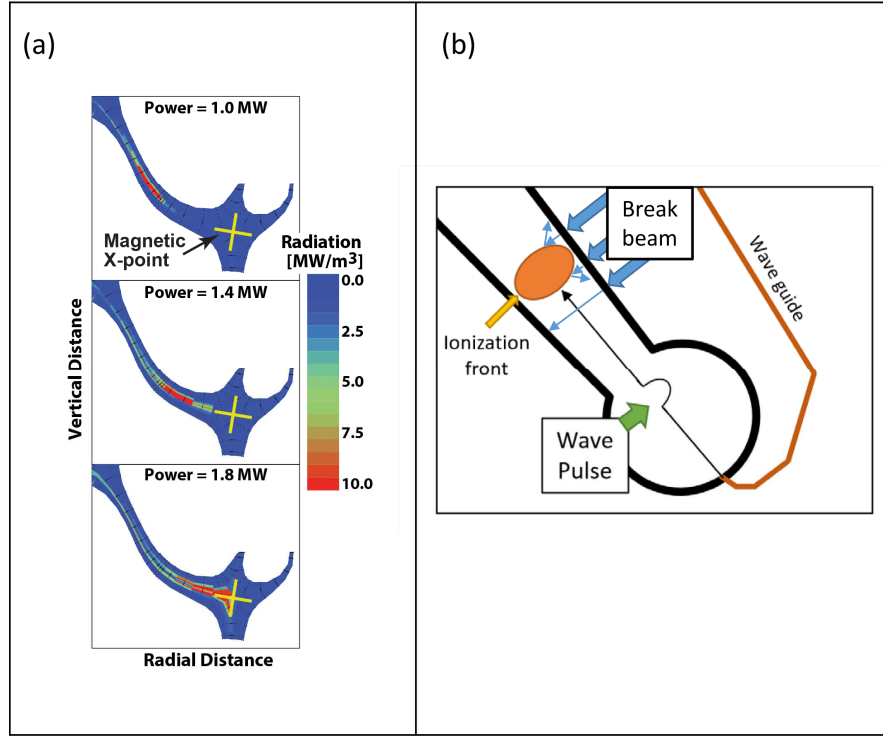 (a)
Power = 1.0 MW
Magnetic
X-point
Radiation
[MW/m3]
0.0
2.5
5.0
7.5
10.0
Power = 1.4 MW
Power = 1.8 MW
Vertical Distance
Radial Distance
(b)
Break
beam
Wave guide
Ionization
front
Wave
Pulse